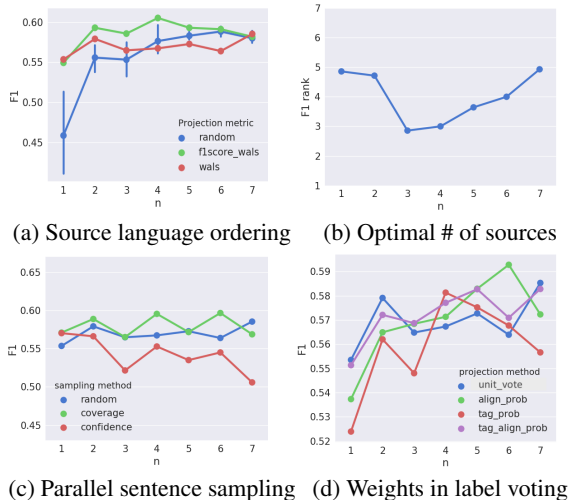 0.60
0.55
0.50
0.45
F1
Projection metric
random
f1score_wals
wals
1 2 3 4 5 6 7
n
(a) Source language ordering
7
6
5
4
3
2
1
F1 rank
1 2 3 4 5 6 7
n
(b) Optimal # of sources
0.65
0.60
0.55
0.50
0.45
F1
sampling method
random
coverage
confidence
1 2 3 4 5 6 7
n
(c) Parallel sentence sampling
0.59
0.58
0.57
0.56
0.55
0.54
0.53
0.52
F1
projection method
unit_vote
align_prob
tag_prob
tag_align_prob
1 2 3 4 5 6 7
n
(d) Weights in label voting